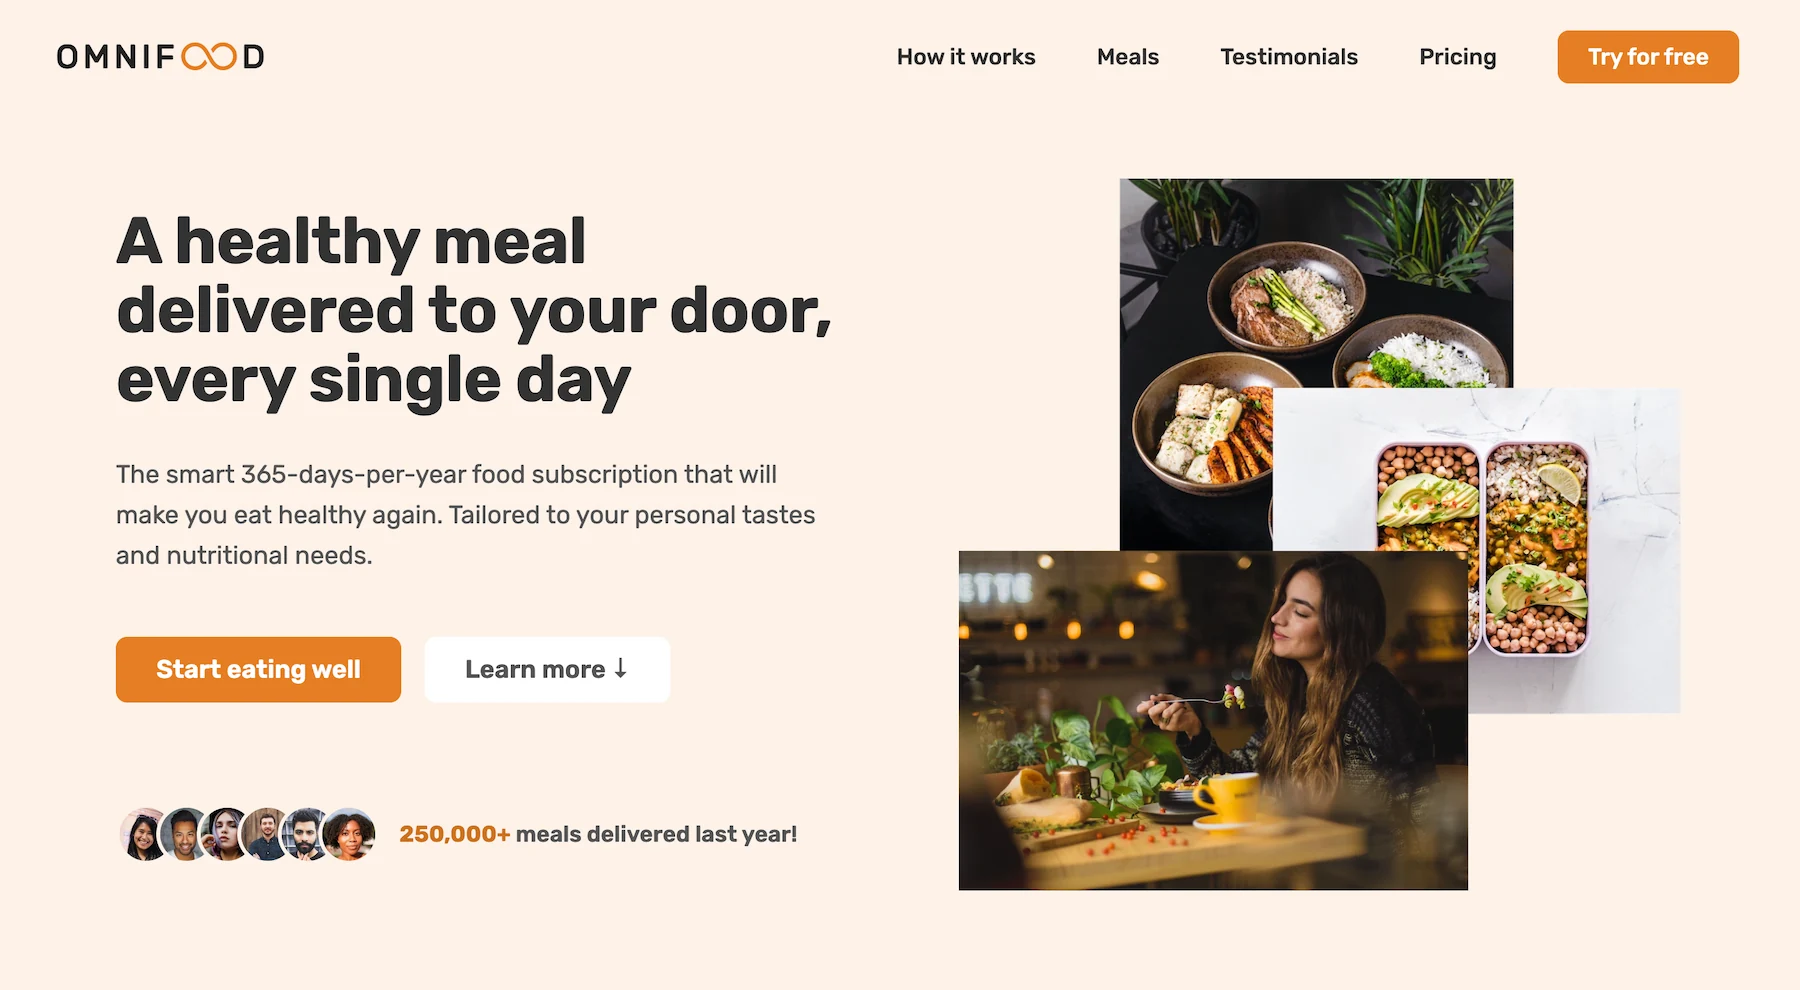 OMNIFOOD
How it works
Meals
Testimonials
Pricing
Try for free
A healthy meal
delivered to your door,
every single day
The smart 365-days-per-year food subscription that will
make you eat healthy again. Tailored to your personal tastes
and nutritional needs.
Start eating well
Learn more ↓
250,000+ meals delivered last year!